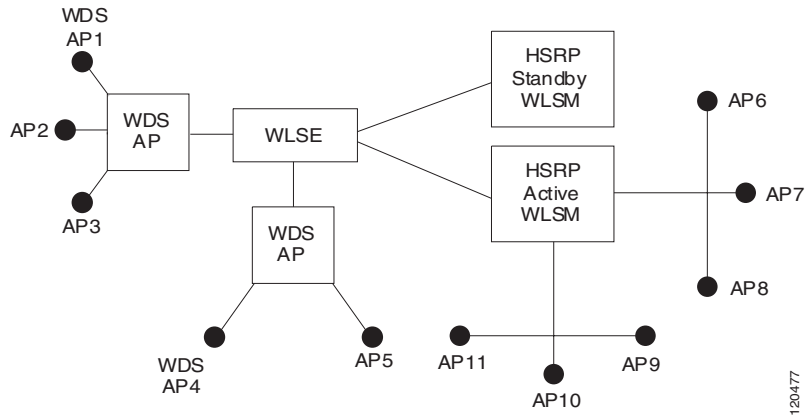 WDS
AP1
AP2
AP3
WDS
AP
WLSE
HSRP
Standby
WLSM
HSRP
Active
WLSM
AP6
AP7
AP8
WDS
AP
WDS
AP4
AP5
AP11
AP10
AP9
120477